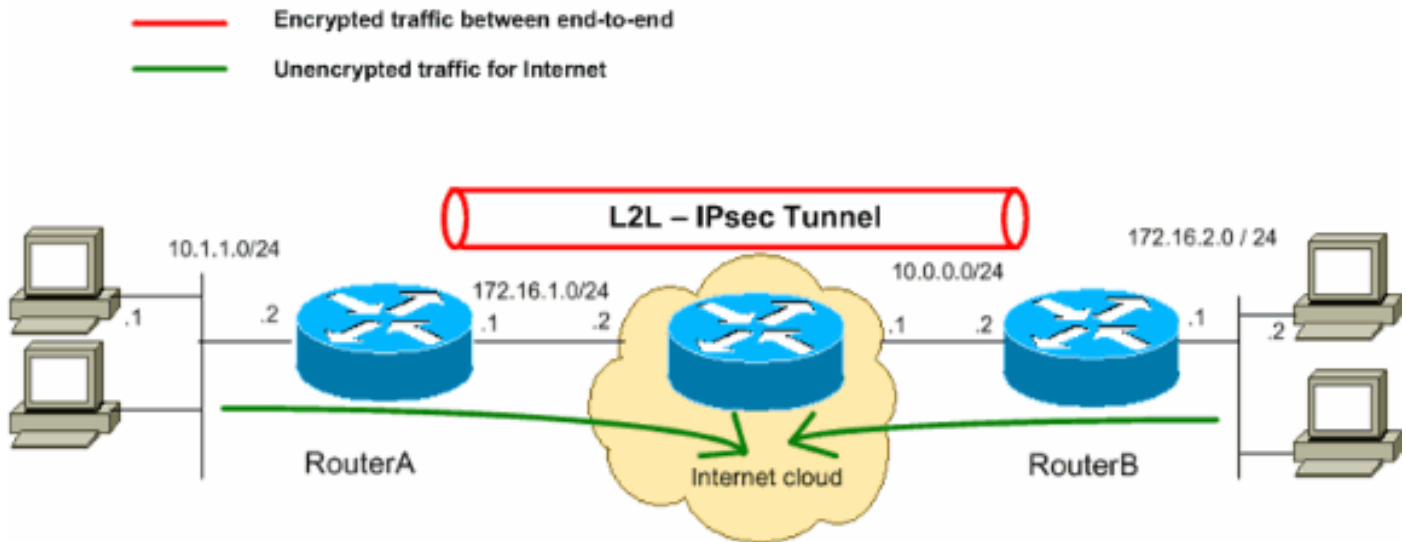 Encrypted traffic between end-to-end
Unencrypted traffic for Internet
L2L – IPsec Tunnel
10.1.1.0/24
172.16.1.0/24
10.0.0.0/24
172.16.2.0 / 24
.1
.2
.1
.2
.1
.2
.1
.2
RouterA
Internet cloud
RouterB